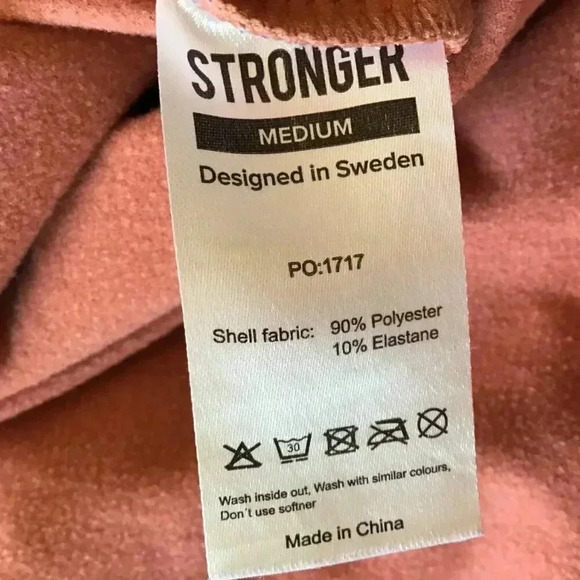 STRONGER
MEDIUM
Designed in Sweden
PO:1717
Shell fabric: 90% Polyester
10% Elastane
30
Wash inside out, Wash with similar colours,
Don´t use softner
Made in China